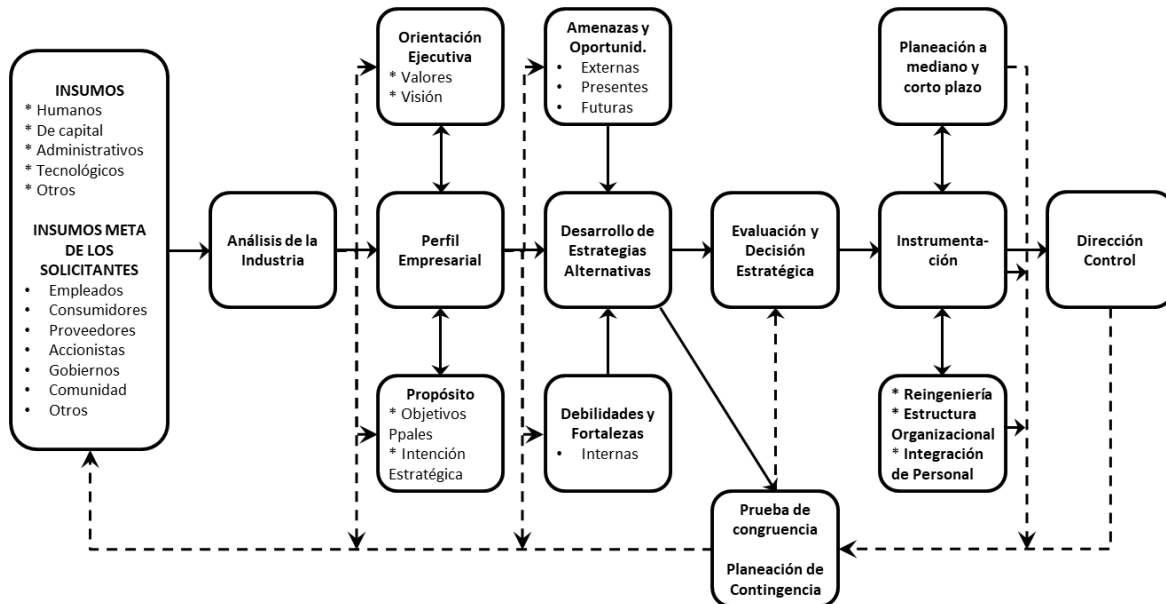 INSUMOS
* Humanos
* De capital
* Administrativos
* Tecnológicos
* Otros
INSUMOS META
DE LOS
SOLICITANTES
• Empleados
• Consumidores
• Proveedores
• Accionistas
• Gobiernos
• Comunidad
• Otros
Análisis de la
Industria
Orientación
Ejecutiva
* Valores
* Visión
Perfil
Empresarial
Propósito
* Objetivos
Ppales
* Intención
Estratégica
Amenazas y
Oportunid.
• Externas
• Presentes
• Futuras
Desarrollo de
Estrategias
Alternativas
Debilidades y
Fortalezas
• Internas
Evaluación y
Decisión
Estratégica
Prueba de
congruencia
Planeación de
Contingencia
Planeación a
mediano y
corto plazo
Instrumenta-
ción
* Reingeniería
* Estructura
Organizacional
* Integración
de Personal
Dirección
Control